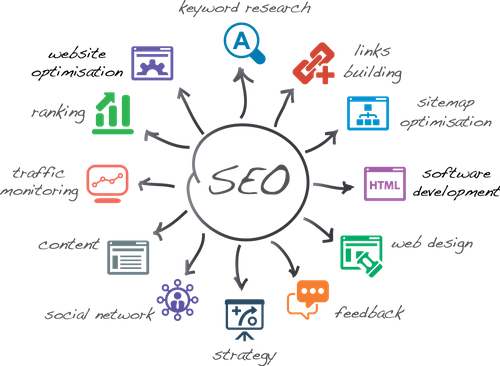 keyword research
A
links
building
sitemap
optimisation
HTML
software
development
web design
feedback
strategy
social network
content
traffic
monitoring
ranking
website
optimisation
SEO